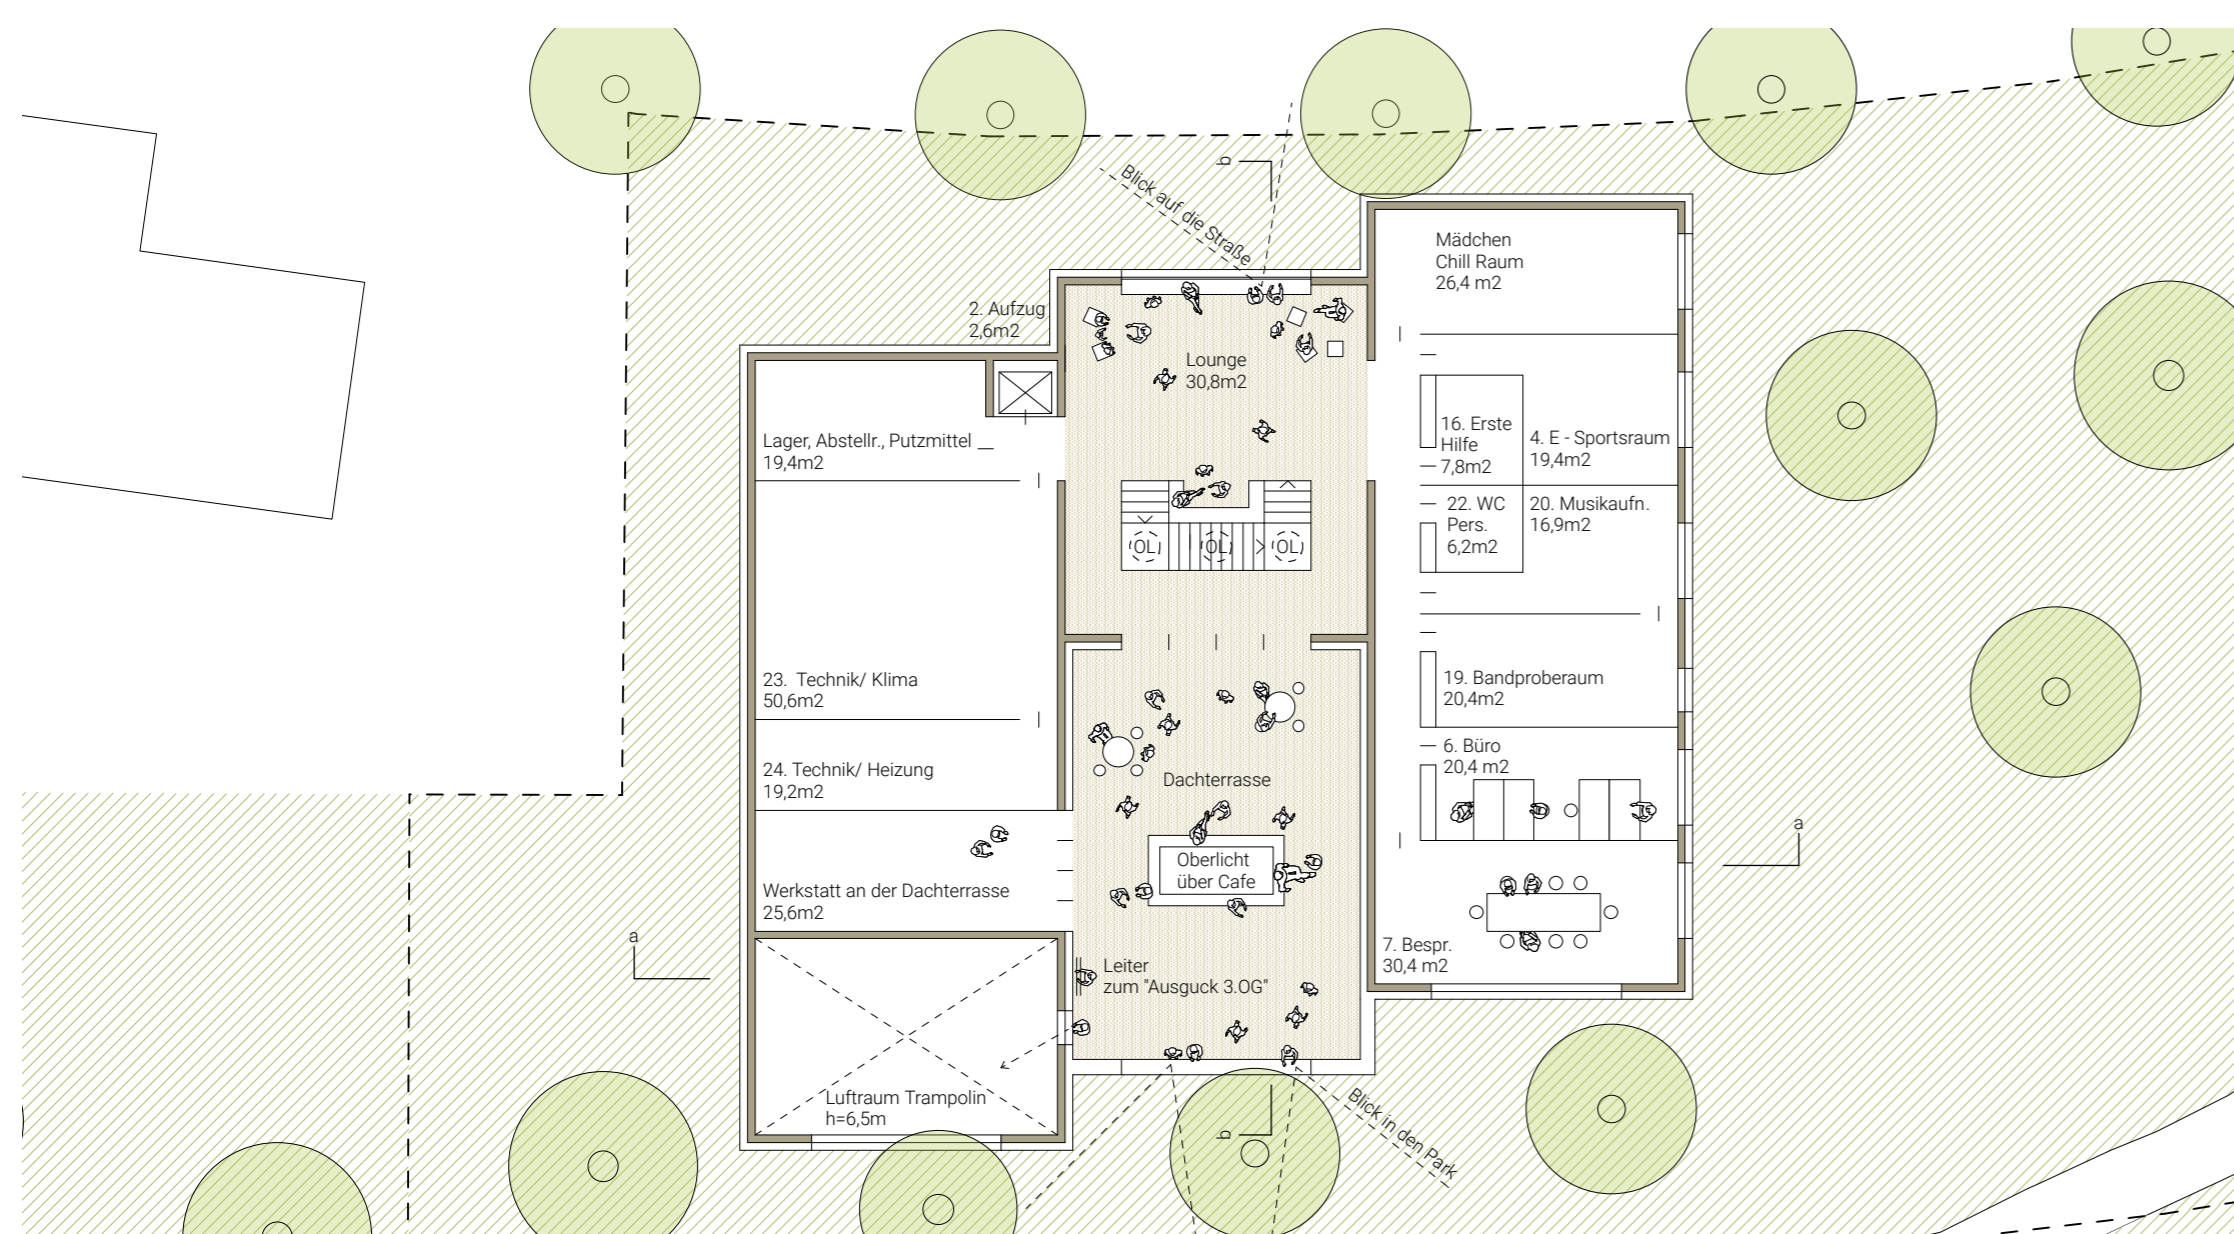 b
Blick auf die Straße
Mädchen
Chill Raum
26,4 m2
2. Aufzug
2,6m2
Lounge
30,8m2
Lager, Abstellr., Putzmittel
19,4m2
16. Erste
Hilfe
7,8m2
4. E - Sportsraum
19,4m2
22. WC
Pers.
6,2m2
20. Musikaufn.
16,9m2
OL
OL
OL
23. Technik/ Klima
50,6m2
19. Bandproberaum
20,4m2
24. Technik/ Heizung
19,2m2
Dachterrasse
6. Büro
20,4 m2
a
Oberlicht
über Cafe
Werkstatt an der Dachterrasse
25,6m2
a
7. Bespr.
30,4 m2
Leiter
zum "Ausguck 3.OG"
Luftraum Trampolin
h=6,5m
b
Blick in den Park